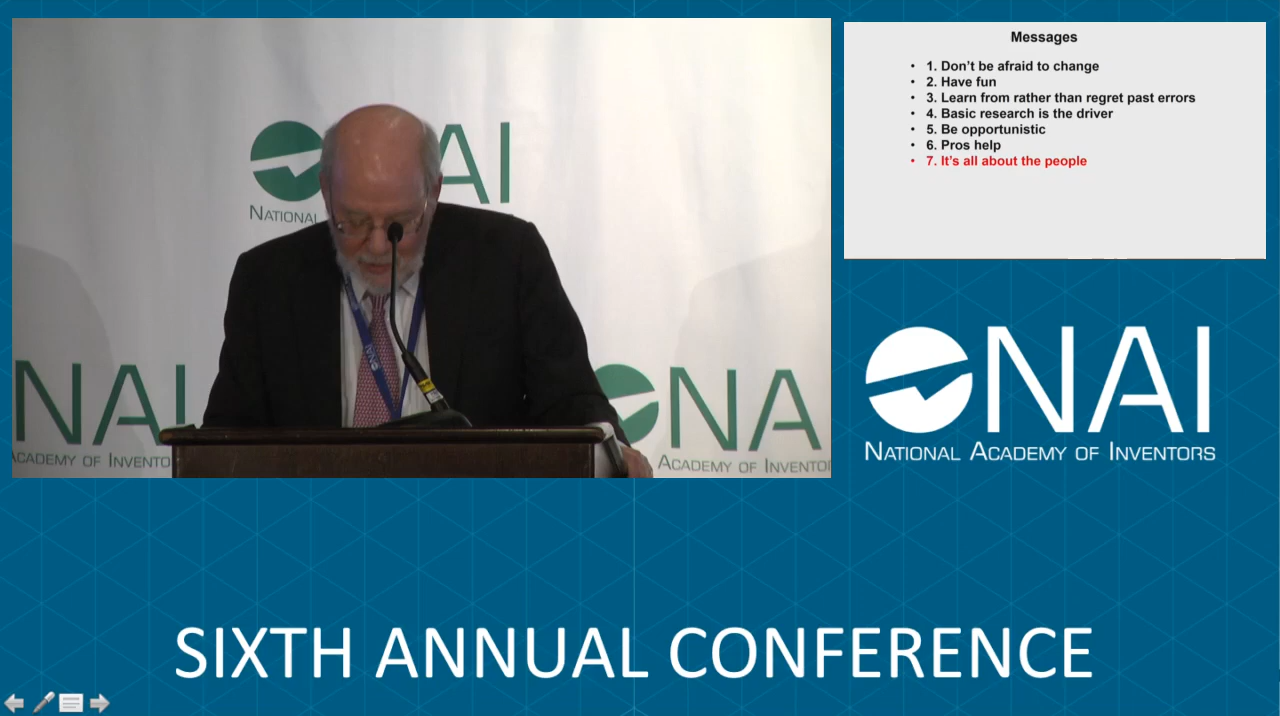 NAI
NATIONAL
NAI
ACADEMY OF INVENTO
NA
ACADEMY OF INVENTO
Messages
• 1. Don't be afraid to change
• 2. Have fun
• 3. Learn from rather than regret past errors
• 4. Basic research is the driver
• 5. Be opportunistic
• 6. Pros help
• 7. It's all about the people
NAI
NATIONAL ACADEMY OF INVENTORS
SIXTH ANNUAL CONFERENCE